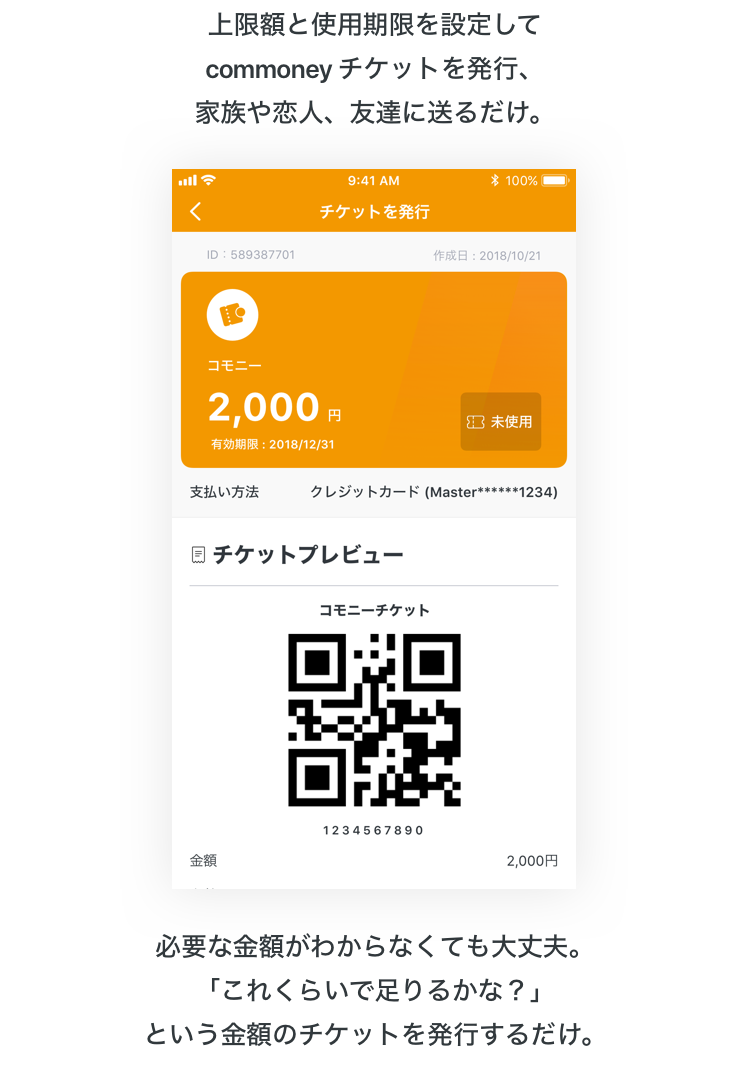 上限額と使用期限を設定して
commoney チケットを発行、
家族や恋人、友達に送るだけ。
9:41 AM 100%
チケットを発行
ID：589387701 作成日：2018/10/21
コモニー
2,000 円
未使用
有効期限：2018/12/31
支払い方法 クレジットカード (Master******1234)
チケットプレビュー
コモニーチケット
1234567890
金額 2,000円
必要な金額がわからなくても大丈夫。
「これくらいで足りるかな？」
という金額のチケットを発行するだけ。